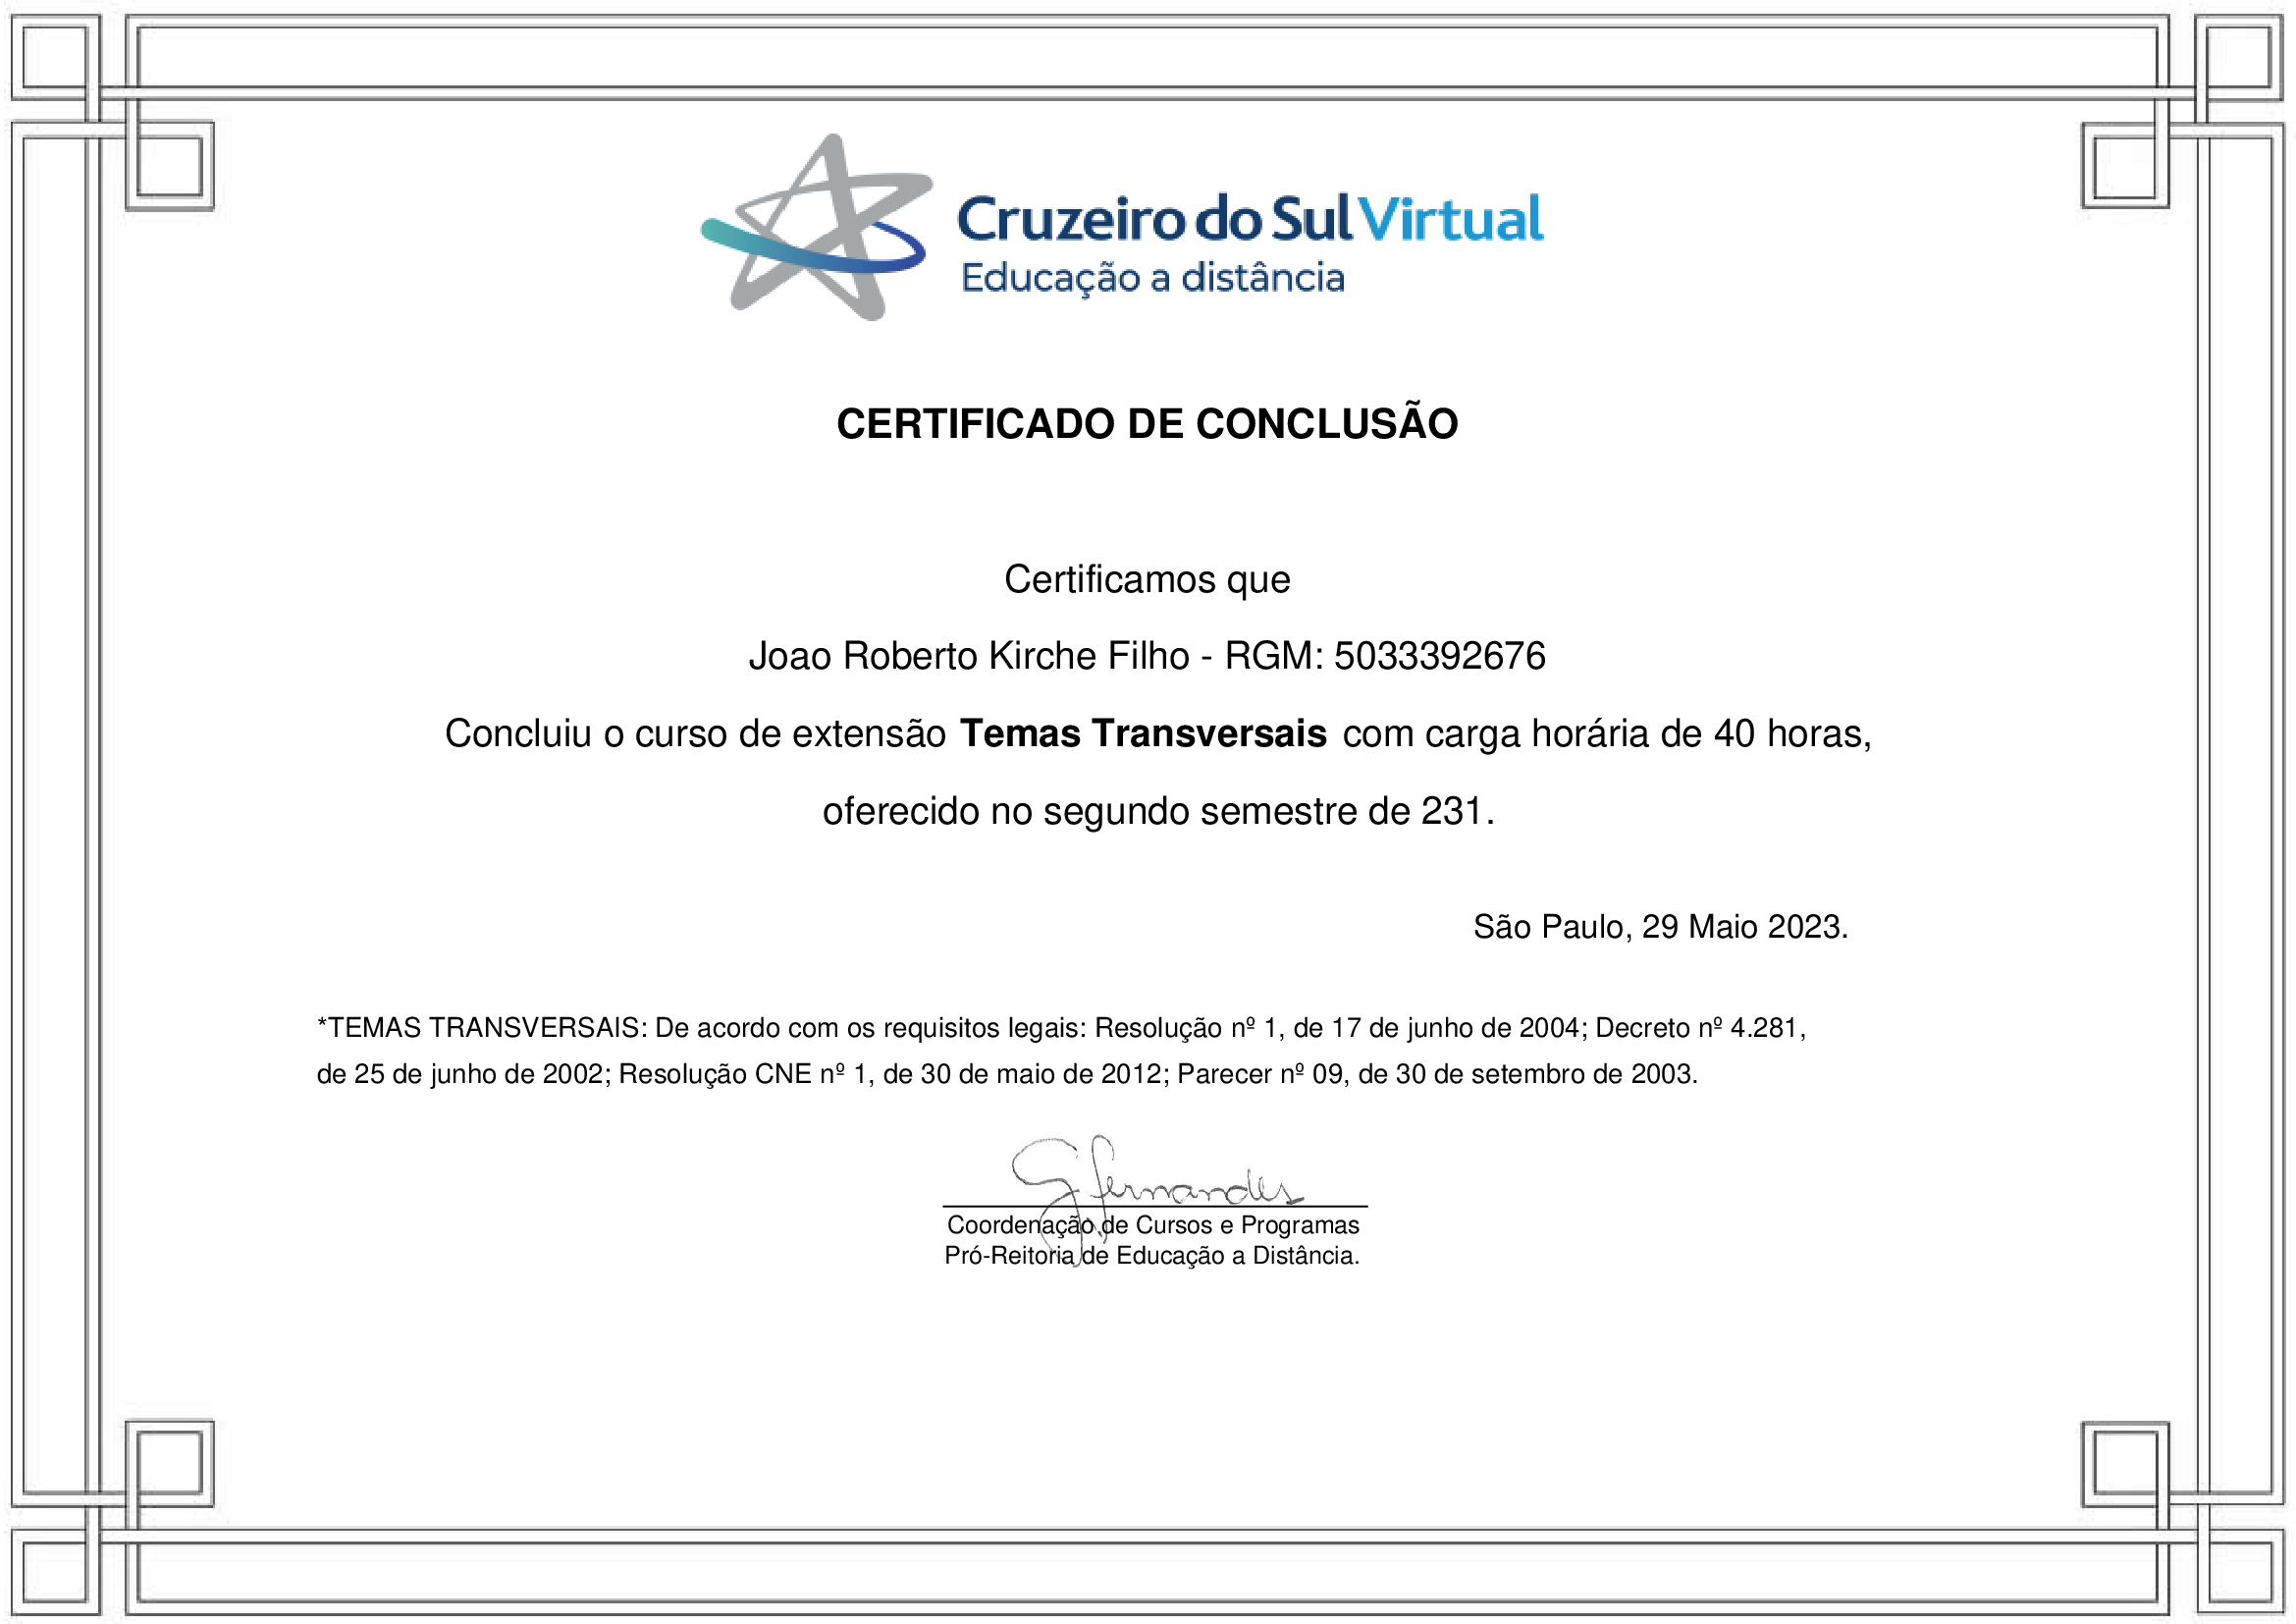 Cruzeiro do Sul Virtual
Educação a distância
CERTIFICADO DE CONCLUSÃO
Certificamos que
Joao Roberto Kirche Filho - RGM: 5033392676
Concluiu o curso de extensão Temas Transversais com carga horária de 40 horas,
oferecido no segundo semestre de 231.
São Paulo, 29 Maio 2023.
*TEMAS TRANSVERSAIS: De acordo com os requisitos legais: Resolução nº 1, de 17 de junho de 2004; Decreto nº 4.281,
de 25 de junho de 2002; Resolução CNE nº 1, de 30 de maio de 2012; Parecer nº 09, de 30 de setembro de 2003.
G Fernandes
Coordenação de Cursos e Programas
Pró-Reitoria de Educação a Distância.